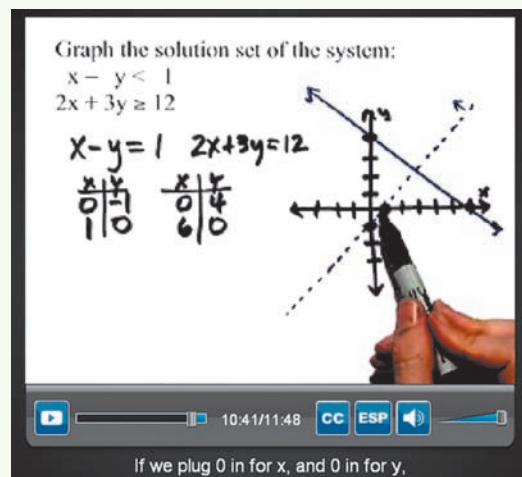 Graph the solution set of the system:
x − y < 1
2x + 3y ≥ 12
x-y=1 2x+3y=12
x y x y
0 -1 0 4
1 0 6 0
y
x
10:41/11:48 CC ESP
If we plug 0 in for x, and 0 in for y,